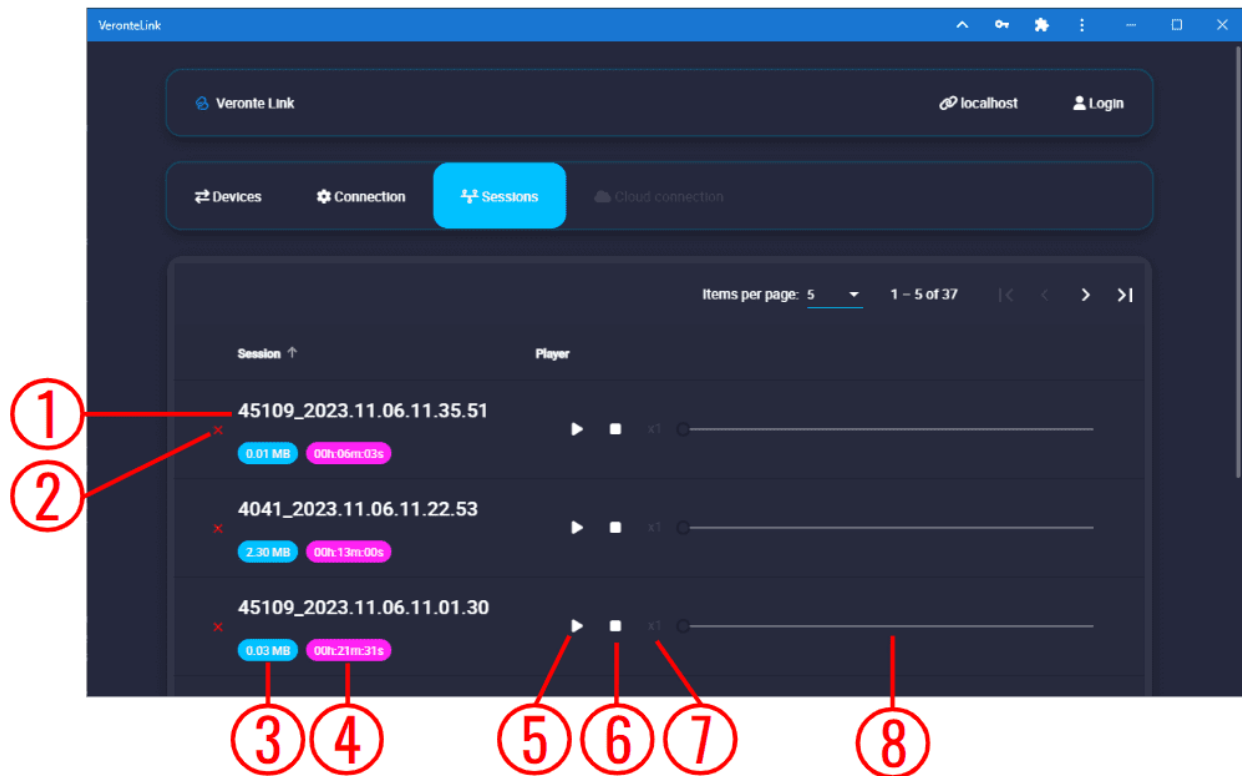 VeronteLink
Veronte Link localhost Login
Devices Connection Sessions Cloud connection
Items per page: 5 1 – 5 of 37
Session Player
1 45109_2023.11.06.11.35.51
x1
2 0.01 MB 00h:06m:03s
4041_2023.11.06.11.22.53
x1
2.30 MB 00h:13m:00s
45109_2023.11.06.11.01.30
x1
0.03 MB 00h:21m:31s
3 4 5 6 7 8